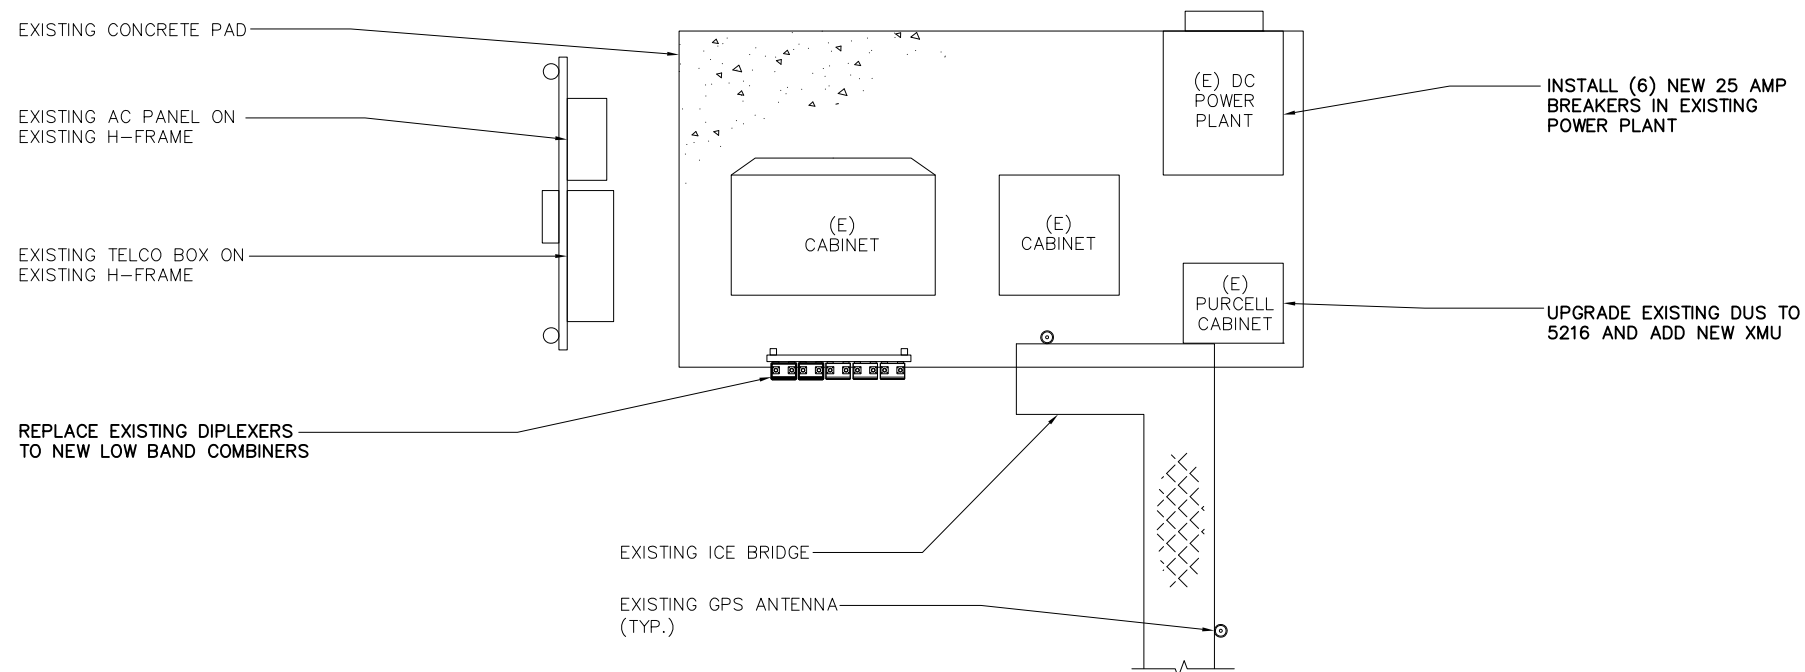 EXISTING CONCRETE PAD
EXISTING AC PANEL ON
EXISTING H-FRAME
EXISTING TELCO BOX ON
EXISTING H-FRAME
REPLACE EXISTING DIPLEXERS
TO NEW LOW BAND COMBINERS
(E)
CABINET
(E)
CABINET
(E) DC
POWER
PLANT
(E)
PURCELL
CABINET
INSTALL (6) NEW 25 AMP
BREAKERS IN EXISTING
POWER PLANT
UPGRADE EXISTING DUS TO
5216 AND ADD NEW XMU
EXISTING ICE BRIDGE
EXISTING GPS ANTENNA
(TYP.)